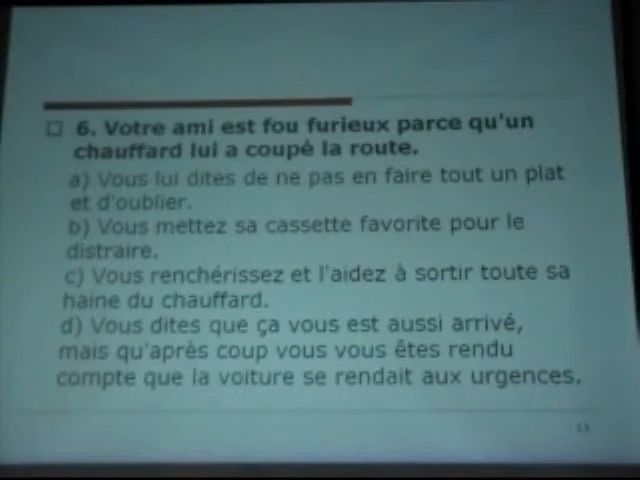 6. Votre ami est fou furieux parce qu'un
chauffard lui a coupé la route.
a) Vous lui dites de ne pas en faire tout un plat
et d'oublier.
b) Vous mettez sa cassette favorite pour le
distraire.
c) Vous renchérissez et l'aidez à sortir toute sa
haine du chauffard.
d) Vous dites que ça vous est aussi arrivé,
mais qu'après coup vous vous êtes rendu
compte que la voiture se rendait aux urgences.